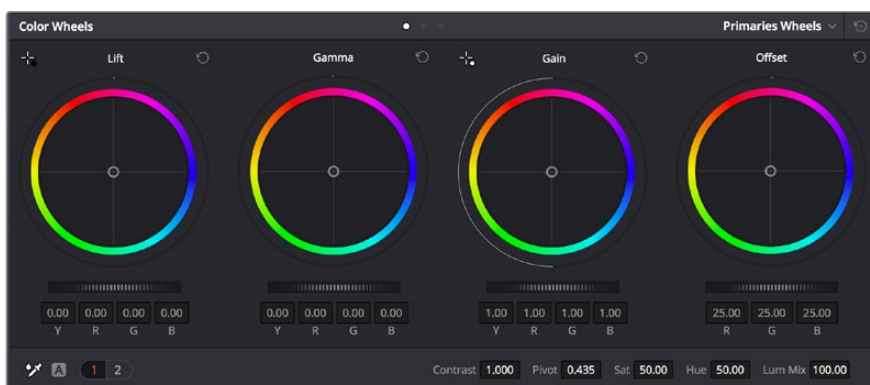 Color Wheels Primaries Wheels
Lift Gamma Gain Offset
0.00 0.00 0.00 0.00 0.00 0.00 0.00 0.00 1.00 1.00 1.00 1.00 25.00 25.00 25.00
Y R G B Y R G B Y R G B R G B
A 1 2 Contrast 1.000 Pivot 0.435 Sat 50.00 Hue 50.00 Lum Mix 100.00